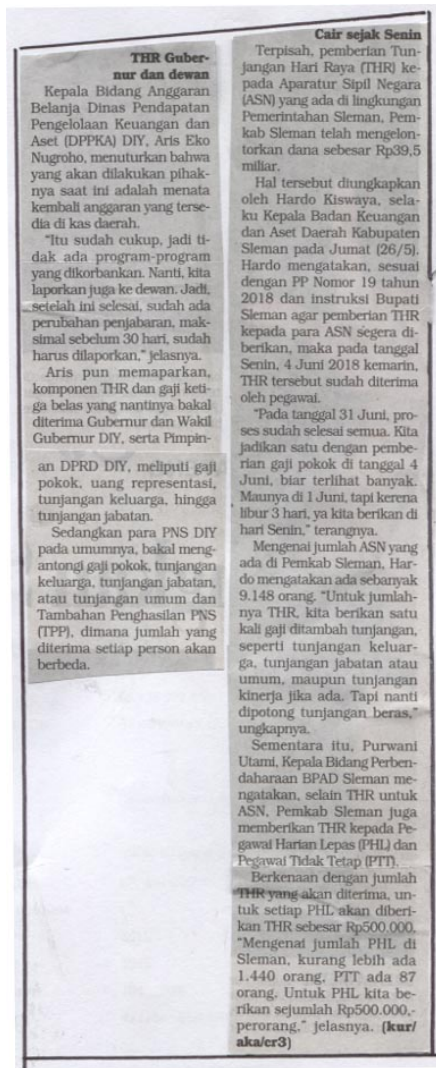 THR Guber-
nur dan dewan
Kepala Bidang Anggaran
Belanja Dinas Pendapatan
Pengelolaan Keuangan dan
Aset (DPPKA) DIY, Aris Eko
Nugroho, menuturkan bahwa
yang akan dilakukan pihak-
nya saat ini adalah menata
kembali anggaran yang terse-
dia di kas daerah.
"Itu sudah cukup, jadi ti-
dak ada program-program
yang dikorbankan. Nanti, kita
laporkan juga ke dewan. Jadi,
setelah ini selesai, sudah ada
perubahan penjabaran, mak-
simal sebelum 30 hari, sudah
harus dilaporkan," jelasnya.
Aris pun memaparkan,
komponen THR dan gaji keti-
ga belas yang nantinya bakal
diterima Gubernur dan Wakil
Gubernur DIY, serta Pimpin-
an DPRD DIY, meliputi gaji
pokok, uang representasi,
tunjangan keluarga, hingga
tunjangan jabatan.
Sedangkan para PNS DIY
pada umumnya, bakal meng-
antongi gaji pokok, tunjangan
keluarga, tunjangan jabatan,
atau tunjangan umum dan
Tambahan Penghasilan PNS
(TPP), dimana jumlah yang
diterima setiap person akan
berbeda.
Cair sejak Senin
Terpisah, pemberian Tun-
jangan Hari Raya (THR) ke-
pada Aparatur Sipil Negara
(ASN) yang ada di lingkungan
Pemerintahan Sleman, Pem-
kab Sleman telah mengelon-
torkan dana sebesar Rp39,5
miliar.
Hal tersebut diungkapkan
oleh Hardo Kiswaya, sela-
ku Kepala Badan Keuangan
dan Aset Daerah Kabupaten
Sleman pada Jumat (26/5).
Hardo mengatakan, sesuai
dengan PP Nomor 19 tahun
2018 dan instruksi Bupati
Sleman agar pemberian THR
kepada para ASN segera di-
berikan, maka pada tanggal
Senin, 4 Juni 2018 kemarin,
THR tersebut sudah diterima
oleh pegawai.
"Pada tanggal 31 Juni, pro-
ses sudah selesai semua. Kita
jadikan satu dengan pembe-
rian gaji pokok di tanggal 4
Juni, biar terlihat banyak.
Maunya di 1 Juni, tapi kerena
libur 3 hari, ya kita berikan di
hari Senin," terangnya.
Mengenai jumlah ASN yang
ada di Pemkab Sleman, Har-
do mengatakan ada sebanyak
9.148 orang. "Untuk jumlah-
nya THR, kita berikan satu
kali gaji ditambah tunjangan,
seperti tunjangan keluar-
ga, tunjangan jabatan atau
umum, maupun tunjangan
kinerja jika ada. Tapi nanti
dipotong tunjangan beras,"
ungkapnya.
Sementara itu, Purwani
Utami, Kepala Bidang Perben-
daharaan BPAD Sleman me-
ngatakan, selain THR untuk
ASN, Pemkab Sleman juga
memberikan THR kepada Pe-
gawai Harian Lepas (PHL) dan
Pegawai Tidak Tetap (PTT).
Berkenaan dengan jumlah
THR yang akan diterima, un-
tuk setiap PHL akan diberi-
kan THR sebesar Rp500.000.
"Mengenai jumlah PHL di
Sleman, kurang lebih ada
1.440 orang, PTT ada 87
orang. Untuk PHL kita be-
rikan sejumlah Rp500.000,-
perorang," jelasnya. (kur/
aka/cr3)